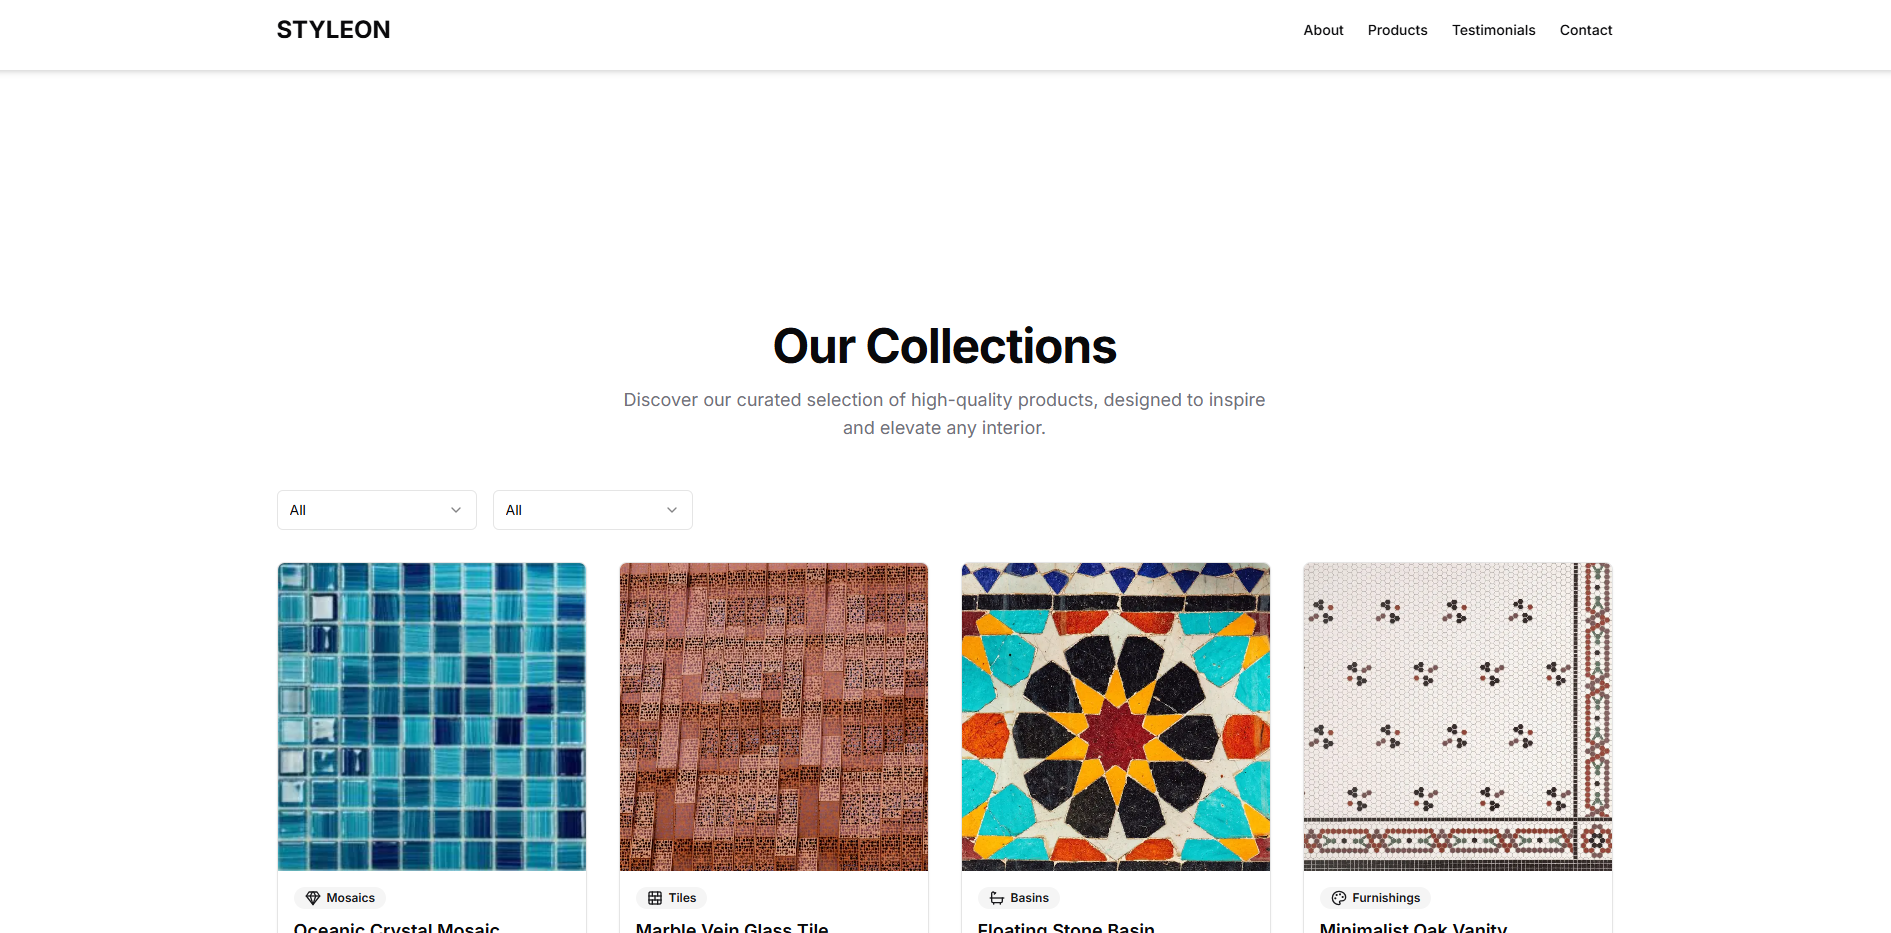 STYLEON
About
Products
Testimonials
Contact
Our Collections
Discover our curated selection of high-quality products, designed to inspire
and elevate any interior.
All
All
Mosaics
Oceanic Crystal Mosaic
Tiles
Marble Vein Glass Tile
Basins
Floating Stone Basin
Furnishings
Minimalist Oak Vanity